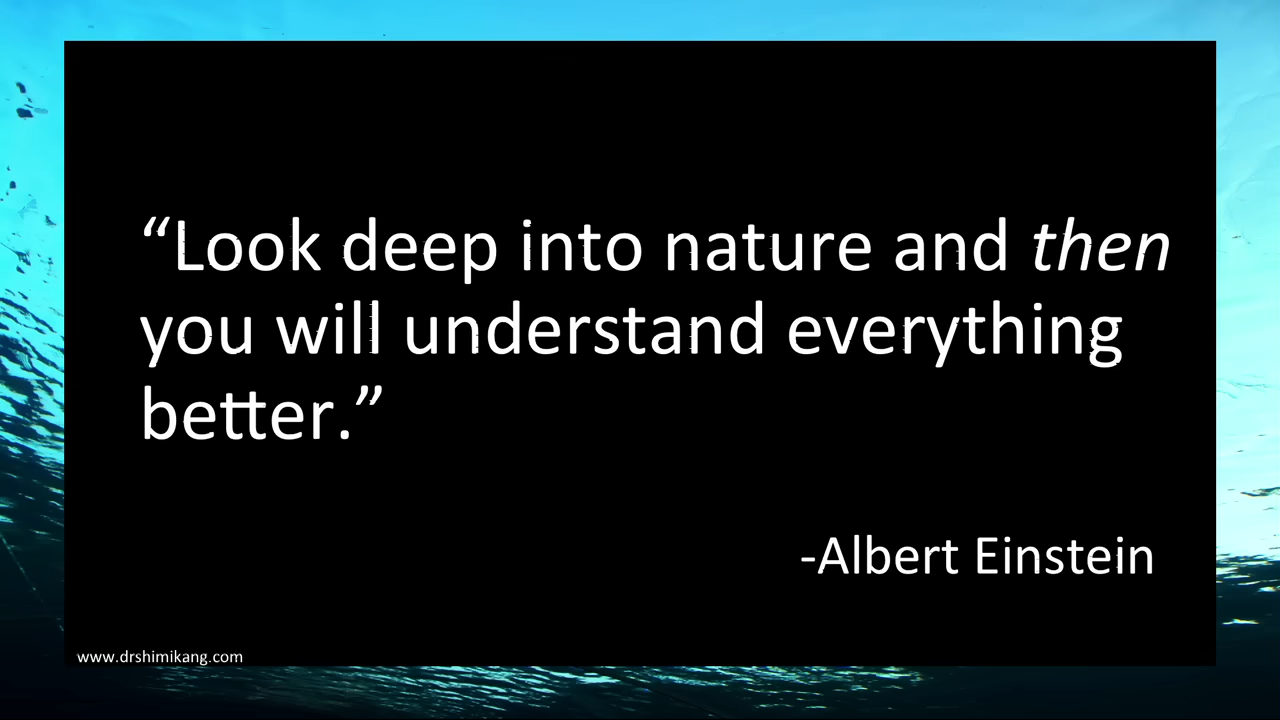 “Look deep into nature and then
you will understand everything
better.”
-Albert Einstein
www.drshimikang.com